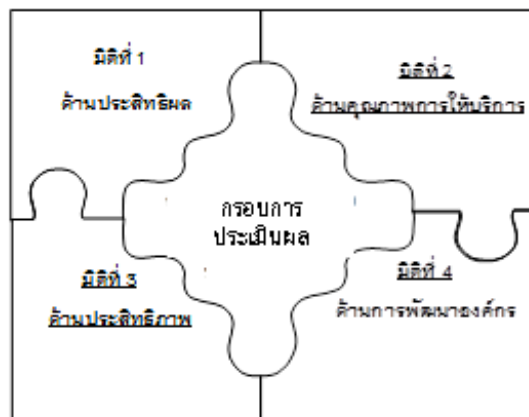 มิติที่ 1
ด้านประสิทธิผล
มิติที่ 2
ด้านคุณภาพการให้บริการ
กรอบการ
ประเมินผล
มิติที่ 3
ด้านประสิทธิภาพ
มิติที่ 4
ด้านการพัฒนาองค์กร